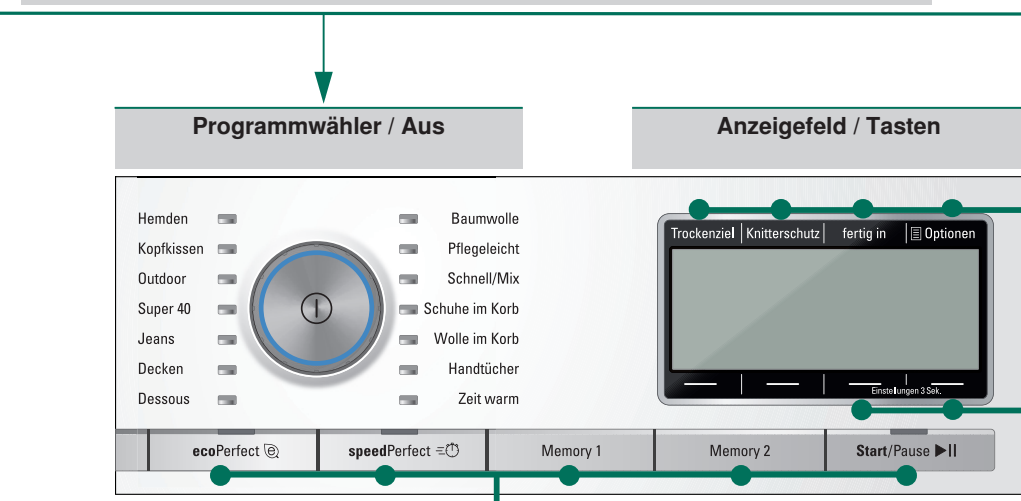 Programmwähler / Aus
Anzeigefeld / Tasten
Hemden
Kopfkissen
Outdoor
Super 40
Jeans
Decken
Dessous
Baumwolle
Pflegeleicht
Schnell/Mix
Schuhe im Korb
Wolle im Korb
Handtücher
Zeit warm
Trockenziel Knitterschutz fertig in Optionen
Einstellungen 3 Sek.
ecoPerfect speedPerfect Memory 1 Memory 2 Start/Pause